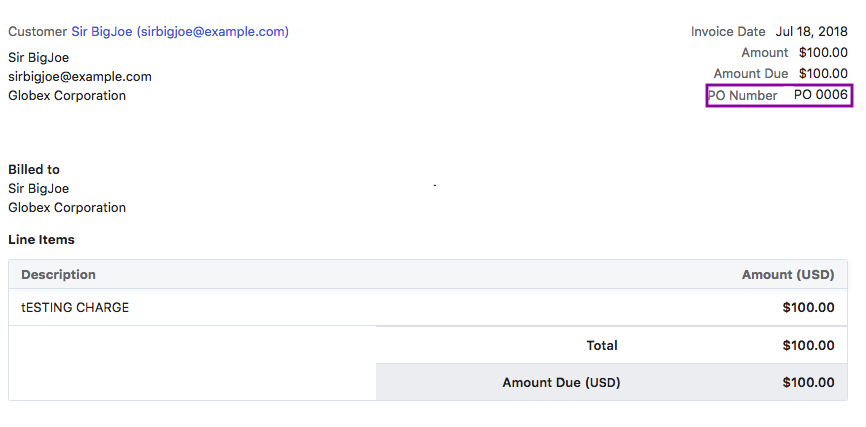 Customer Sir BigJoe (sirbigjoe@example.com)
Sir BigJoe
sirbigjoe@example.com
Globex Corporation
Invoice Date Jul 18, 2018
Amount $100.00
Amount Due $100.00
PO Number PO 0006
Billed to
Sir BigJoe
Globex Corporation
Line Items
Description Amount (USD)
tESTING CHARGE $100.00
Total $100.00
Amount Due (USD) $100.00